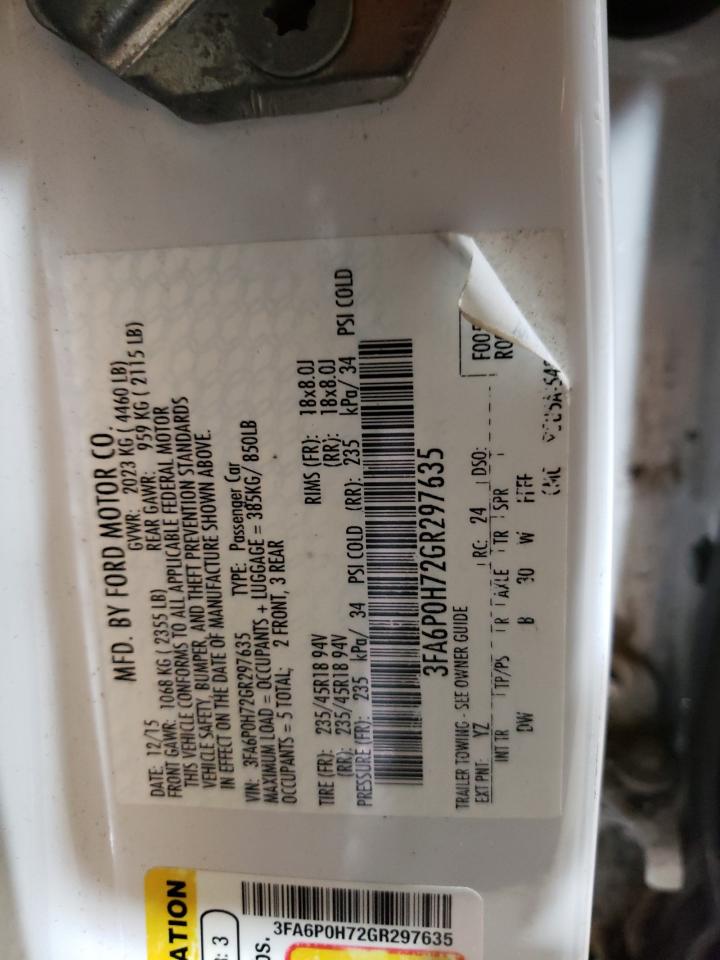 MFD. BY FORD MOTOR CO.
DATE: 12/15 GVWR: 2023 KG ( 4460 LB)
FRONT GAWR: 1068 KG ( 2355 LB) REAR GAWR: 959 KG ( 2115 LB)
THIS VEHICLE CONFORMS TO ALL APPLICABLE FEDERAL MOTOR
VEHICLE SAFETY, BUMPER, AND THEFT PREVENTION STANDARDS
IN EFFECT ON THE DATE OF MANUFACTURE SHOWN ABOVE.
VIN: 3FA6P0H72GR297635 TYPE: Passenger Car
MAXIMUM LOAD = OCCUPANTS + LUGGAGE = 385KG/ 850LB
OCCUPANTS = 5 TOTAL; 2 FRONT, 3 REAR
TIRE (FR): 235/45R18 94V RIMS (FR): 18x8.0J
(RR): 235/45R18 94V (RR): 18x8.0J
PRESSURE (FR): 235 kPa/ 34 PSI COLD (RR): 235 kPa/ 34 PSI COLD
3FA6P0H72GR297635
TRAILER TOWING - SEE OWNER GUIDE
EXT PNT: YZ RC: 24 DSO: F005
INT TR TP/PS R AXLE TR SPR
DW B 30 W
ATION
: 3
OS.
3FA6P0H72GR297635